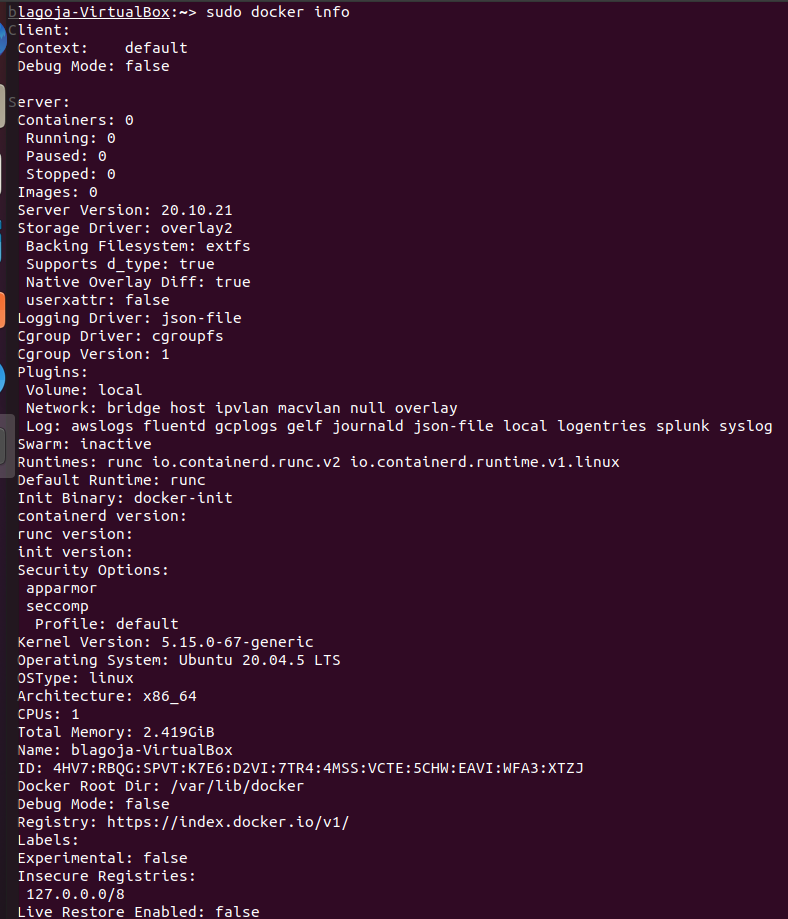 blagoja-VirtualBox:~> sudo docker info
Client:
 Context:    default
 Debug Mode: false

Server:
 Containers: 0
  Running: 0
  Paused: 0
  Stopped: 0
 Images: 0
 Server Version: 20.10.21
 Storage Driver: overlay2
  Backing Filesystem: extfs
  Supports d_type: true
  Native Overlay Diff: true
  userxattr: false
 Logging Driver: json-file
 Cgroup Driver: cgroupfs
 Cgroup Version: 1
 Plugins:
  Volume: local
  Network: bridge host ipvlan macvlan null overlay
  Log: awslogs fluentd gcplogs gelf journald json-file local logentries splunk syslog
 Swarm: inactive
 Runtimes: runc io.containerd.runc.v2 io.containerd.runtime.v1.linux
 Default Runtime: runc
 Init Binary: docker-init
 containerd version:
 runc version:
 init version:
 Security Options:
  apparmor
  seccomp
   Profile: default
 Kernel Version: 5.15.0-67-generic
 Operating System: Ubuntu 20.04.5 LTS
 OSType: linux
 Architecture: x86_64
 CPUs: 1
 Total Memory: 2.419GiB
 Name: blagoja-VirtualBox
 ID: 4HV7:RBQG:SPVT:K7E6:D2VI:7TR4:4MSS:VCTE:5CHW:EAVI:WFA3:XTZJ
 Docker Root Dir: /var/lib/docker
 Debug Mode: false
 Registry: https://index.docker.io/v1/
 Labels:
 Experimental: false
 Insecure Registries:
  127.0.0.0/8
 Live Restore Enabled: false